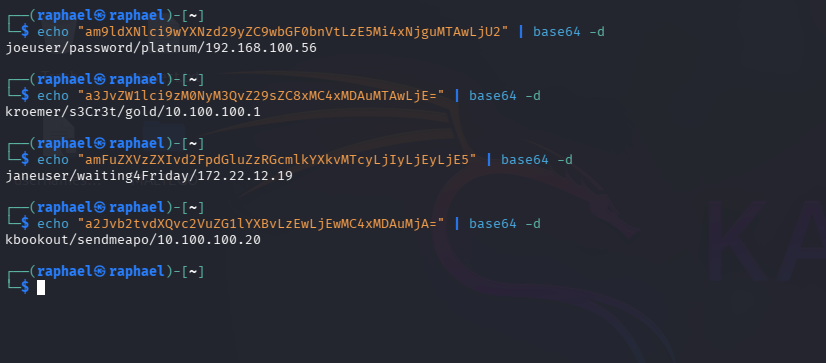 ┌──(raphael㉿raphael)-[~]
└─$ echo "am9ldXNlci9wYXNzd29yZC9wbGF0bnVtLzE5Mi4xNjguMTAwLjU2" | base64 -d
joeuser/password/platnum/192.168.100.56
┌──(raphael㉿raphael)-[~]
└─$ echo "a3JvZW1lci9zM0NyM3QvZ29sZC8xMC4xMDAuMTAwLjE=" | base64 -d
kroemer/s3Cr3t/gold/10.100.100.1
┌──(raphael㉿raphael)-[~]
└─$ echo "amFuZXVzZXIvd2FpdGluZzRGcmlkYXkvMTcyLjIyLjEyLjE5" | base64 -d
janeuser/waiting4Friday/172.22.12.19
┌──(raphael㉿raphael)-[~]
└─$ echo "a2Jvb2tvdXQvc2VuZG1lYXBvLzEwLjEwMC4xMDAuMjA=" | base64 -d
kbookout/sendmeapo/10.100.100.20
┌──(raphael㉿raphael)-[~]
└─$
KA